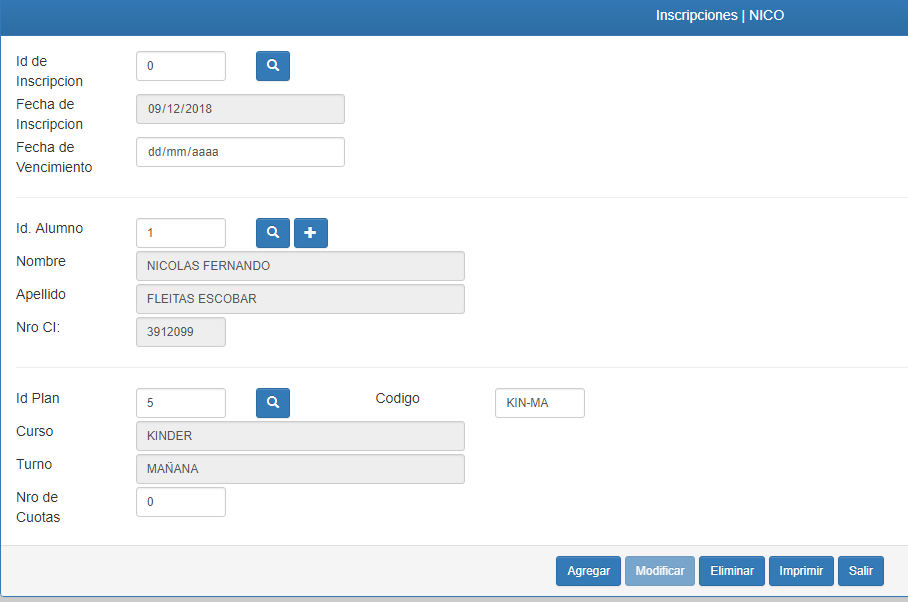 Inscripciones | NICO
Id de
Inscripcion
0
Fecha de
Inscripcion
09/12/2018
Fecha de
Vencimiento
dd/mm/aaaa
Id. Alumno
1
Nombre
NICOLAS FERNANDO
Apellido
FLEITAS ESCOBAR
Nro CI:
3912099
Id Plan
5
Codigo
KIN-MA
Curso
KINDER
Turno
MAÑANA
Nro de
Cuotas
0
Agregar Modificar Eliminar Imprimir Salir